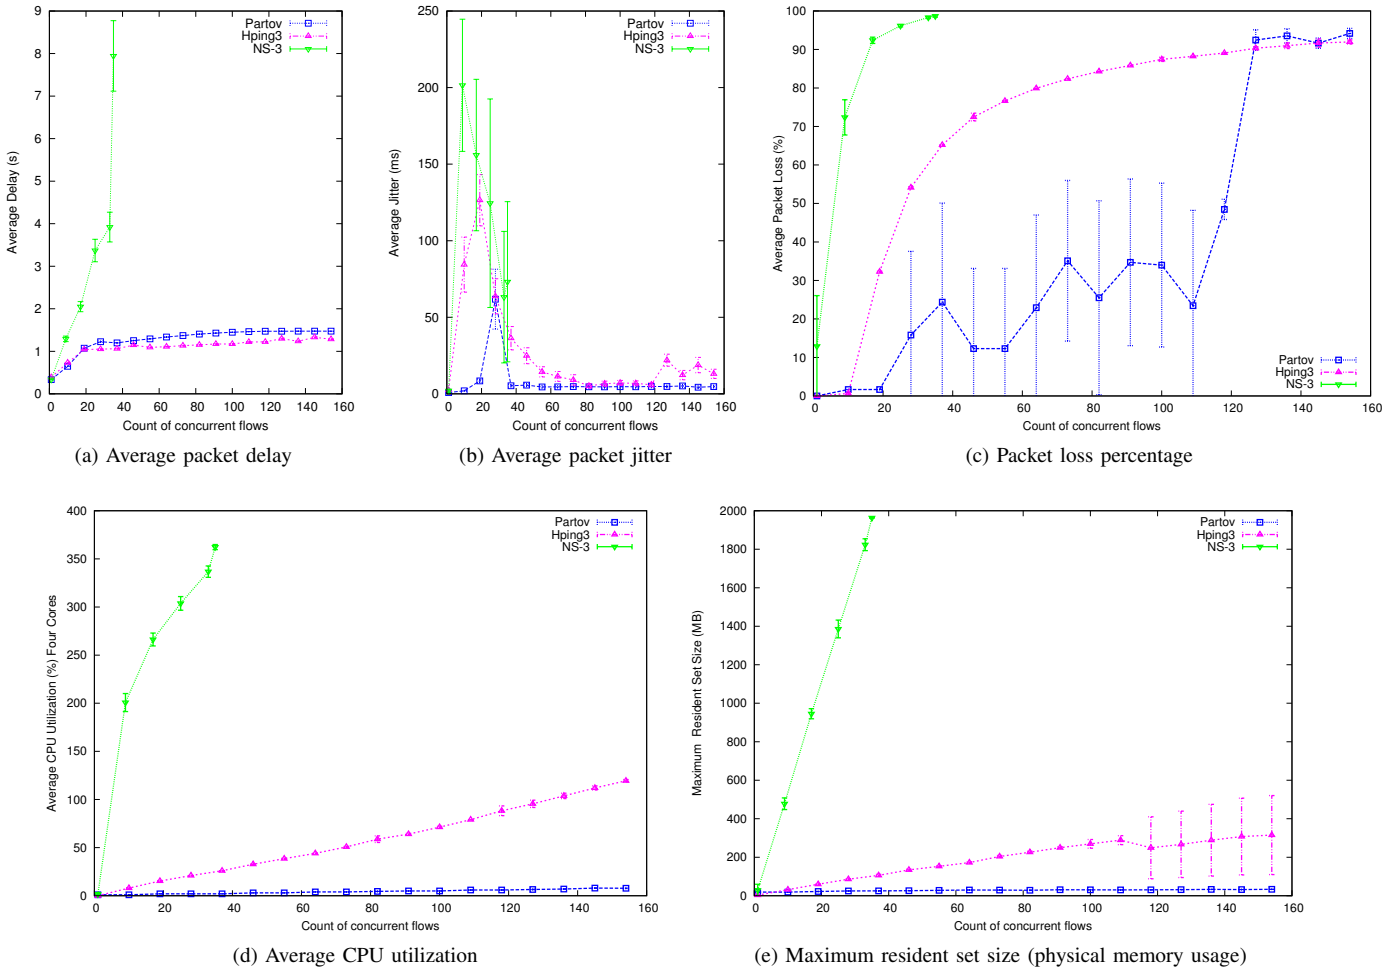 9
8
7
6
5
4
3
2
1
0
Average Delay (s)
0 20 40 60 80 100 120 140 160
Count of concurrent flows
Partov
Hping3
NS-3
(a) Average packet delay
250
200
150
100
50
0
Average Jitter (ms)
0 20 40 60 80 100 120 140 160
Count of concurrent flows
Partov
Hping3
NS-3
(b) Average packet jitter
100
90
80
70
60
50
40
30
20
10
0
Average Packet Loss (%)
0 20 40 60 80 100 120 140 160
Count of concurrent flows
Partov
Hping3
NS-3
(c) Packet loss percentage
400
350
300
250
200
150
100
50
0
Average CPU Utilization (%) Four Cores
0 20 40 60 80 100 120 140 160
Count of concurrent flows
Partov
Hping3
NS-3
(d) Average CPU utilization
2000
1800
1600
1400
1200
1000
800
600
400
200
0
Maximum Resident Set Size (MB)
0 20 40 60 80 100 120 140 160
Count of concurrent flows
Partov
Hping3
NS-3
(e) Maximum resident set size (physical memory usage)